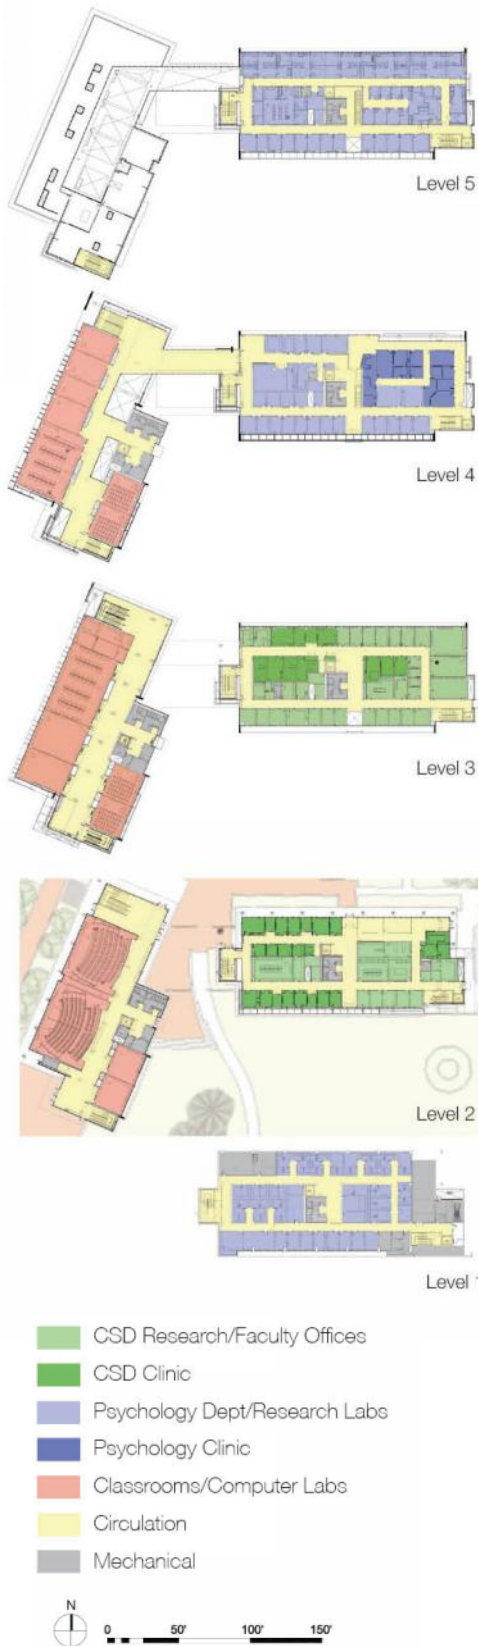 Level 5
Level 4
Level 3
Level 2
Level 1
CSD Research/Faculty Offices
CSD Clinic
Psychology Dept/Research Labs
Psychology Clinic
Classrooms/Computer Labs
Circulation
Mechanical
N
0 50' 100' 150'